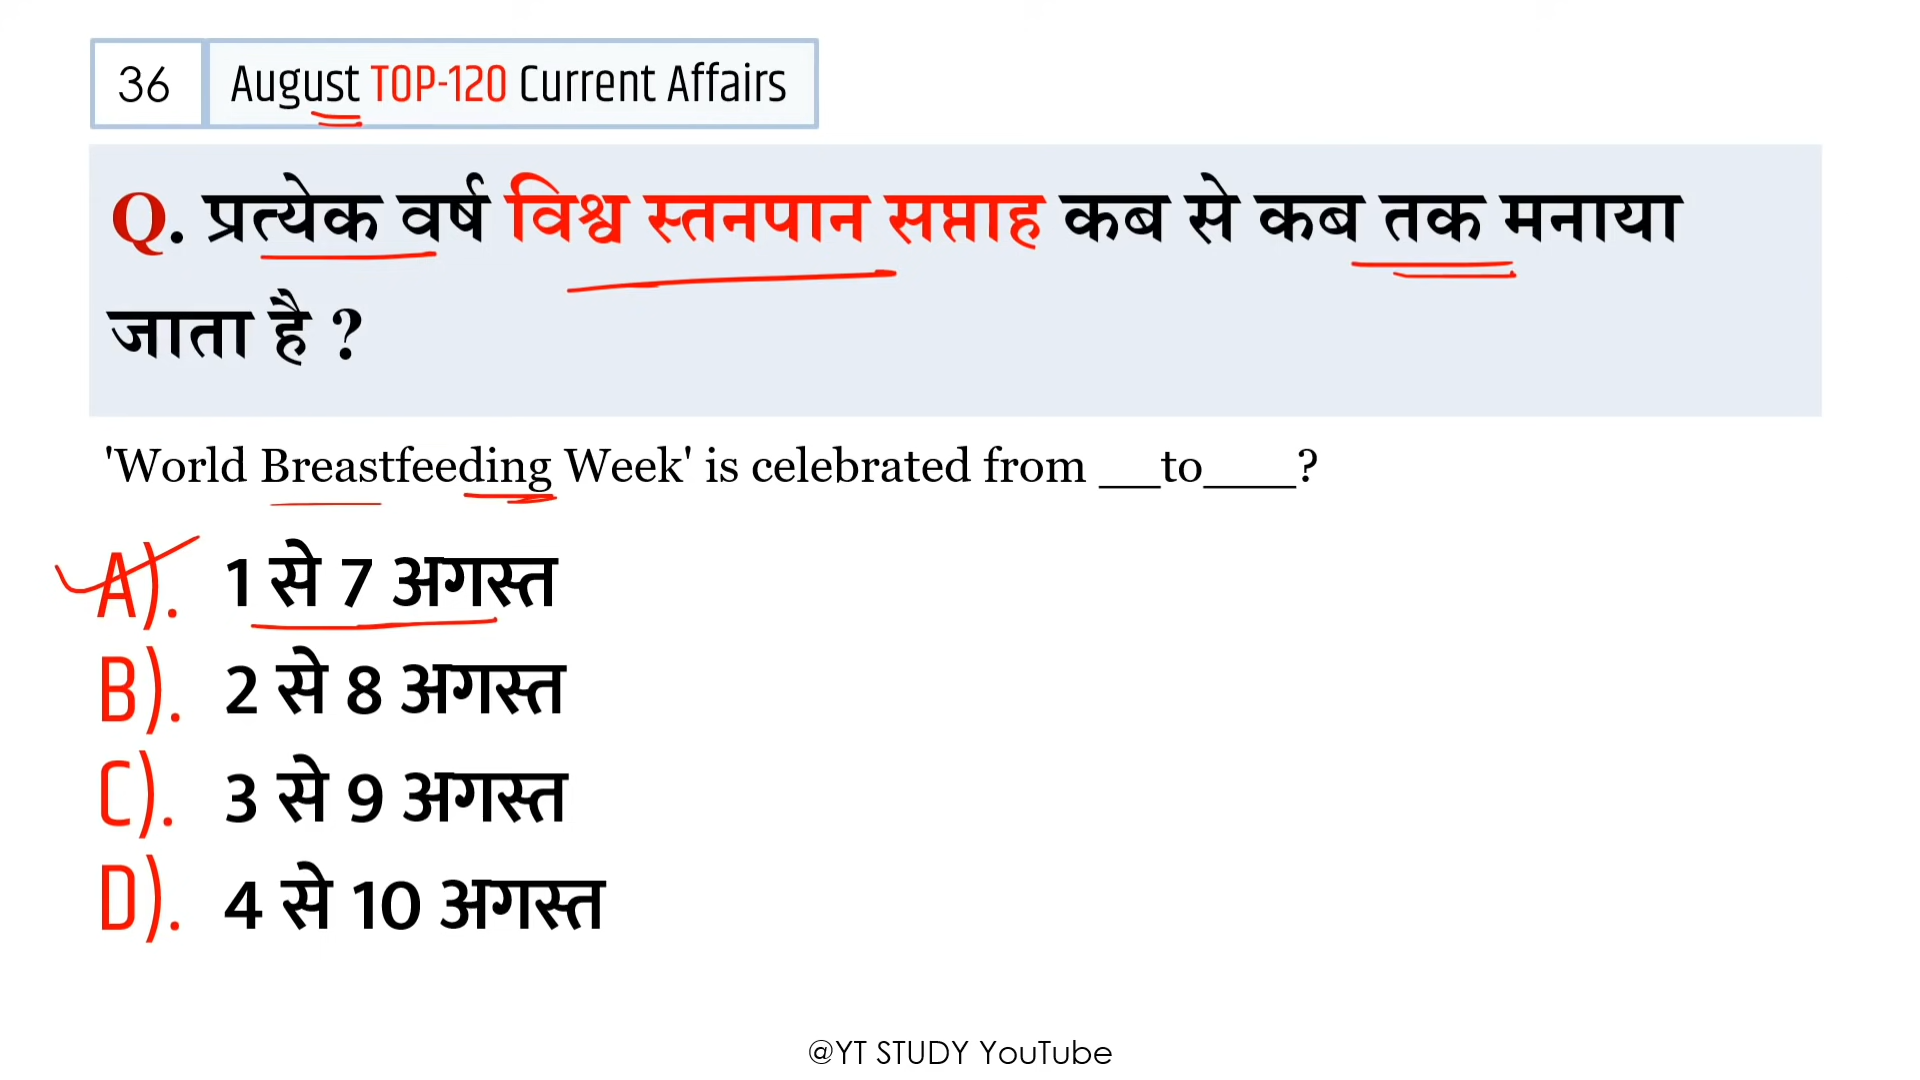 36
August TOP-120 Current Affairs
Q. प्रत्येक वर्ष विश्व स्तनपान सप्ताह कब से कब तक मनाया
जाता है ?
'World Breastfeeding Week' is celebrated from ___to____?
A). 1 से 7 अगस्त
B). 2 से 8 अगस्त
C). 3 से 9 अगस्त
D). 4 से 10 अगस्त
@YT STUDY YouTube